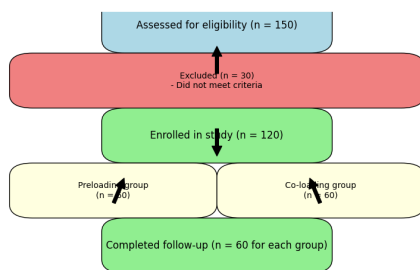 Assessed for eligibility (n = 150)
Excluded (n = 30)
- Did not meet criteria
Enrolled in study (n = 120)
Preloading group
(n = 60)
Co-loading group
(n = 60)
Completed follow-up (n = 60 for each group)